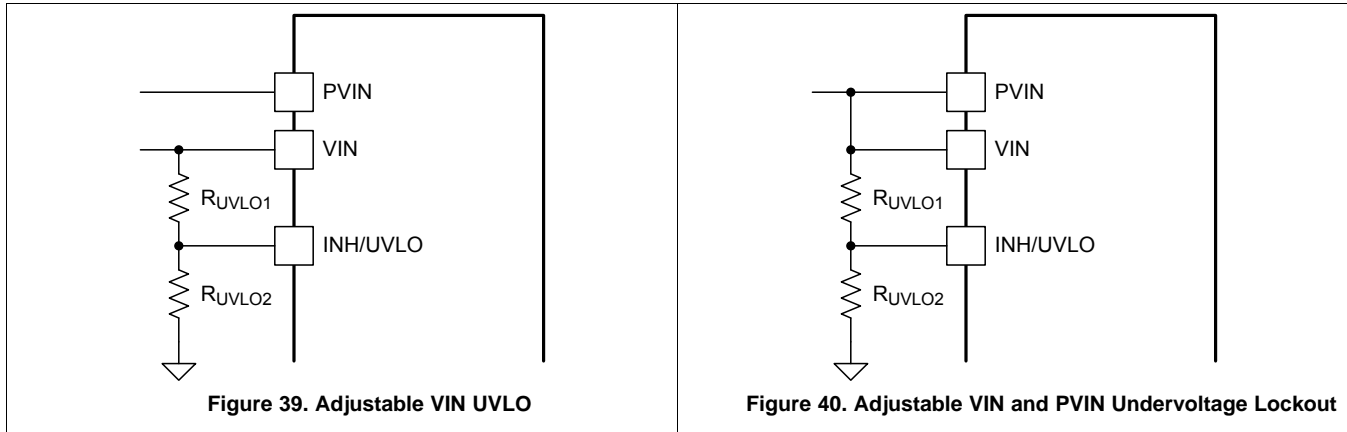 PVIN
VIN
RUVLO1
INH/UVLO
RUVLO2
Figure 39. Adjustable VIN UVLO
PVIN
VIN
RUVLO1
INH/UVLO
RUVLO2
Figure 40. Adjustable VIN and PVIN Undervoltage Lockout